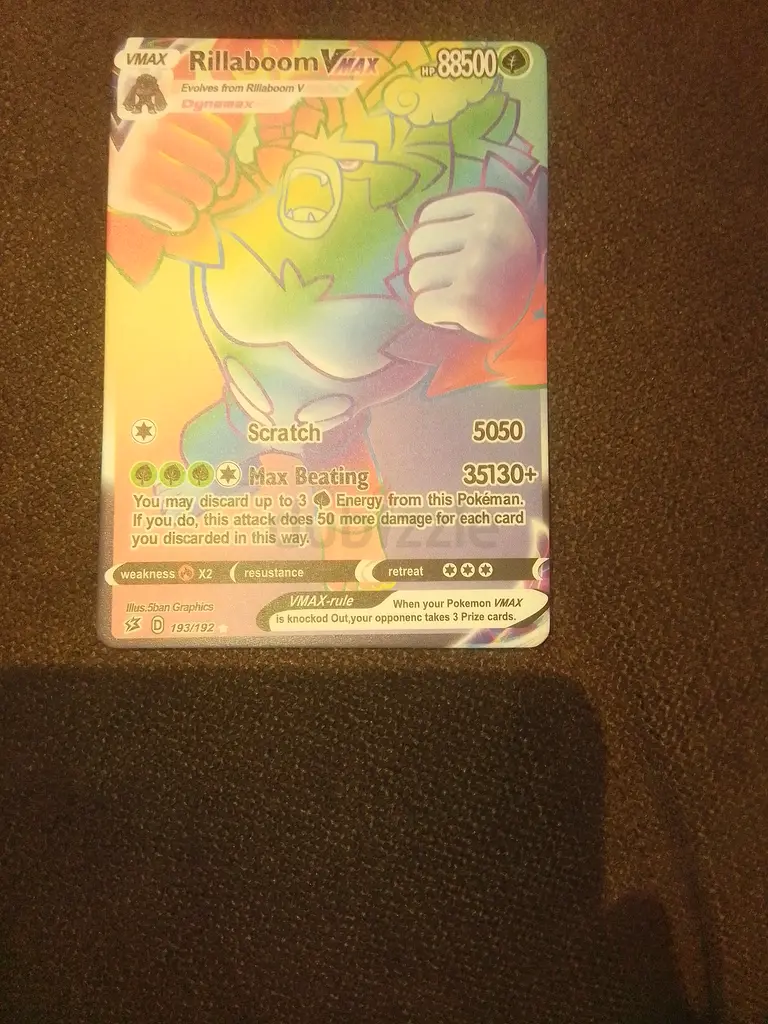 VMAX Rillaboom VMAX HP 88500
Evolves from Rillaboom V
Dynamax
Scratch 5050
Max Beating 35130+
You may discard up to 3 Energy from this Pokémon.
If you do, this attack does 50 more damage for each card
you discarded in this way.
dubizzle
weakness X2 resustance retreat
Illus.5ban Graphics
VMAX-rule When your Pokemon VMAX
is knockod Out,your opponenc takes 3 Prize cards.
D 193/192